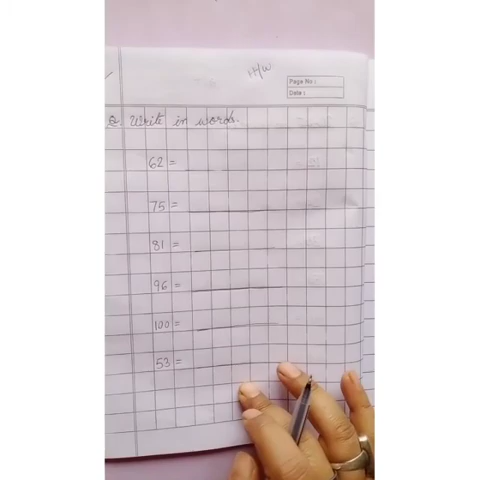 H/W
Page No :
Date :
Q. Write in words.
62 =
75 =
81 =
96 =
100 =
53 =